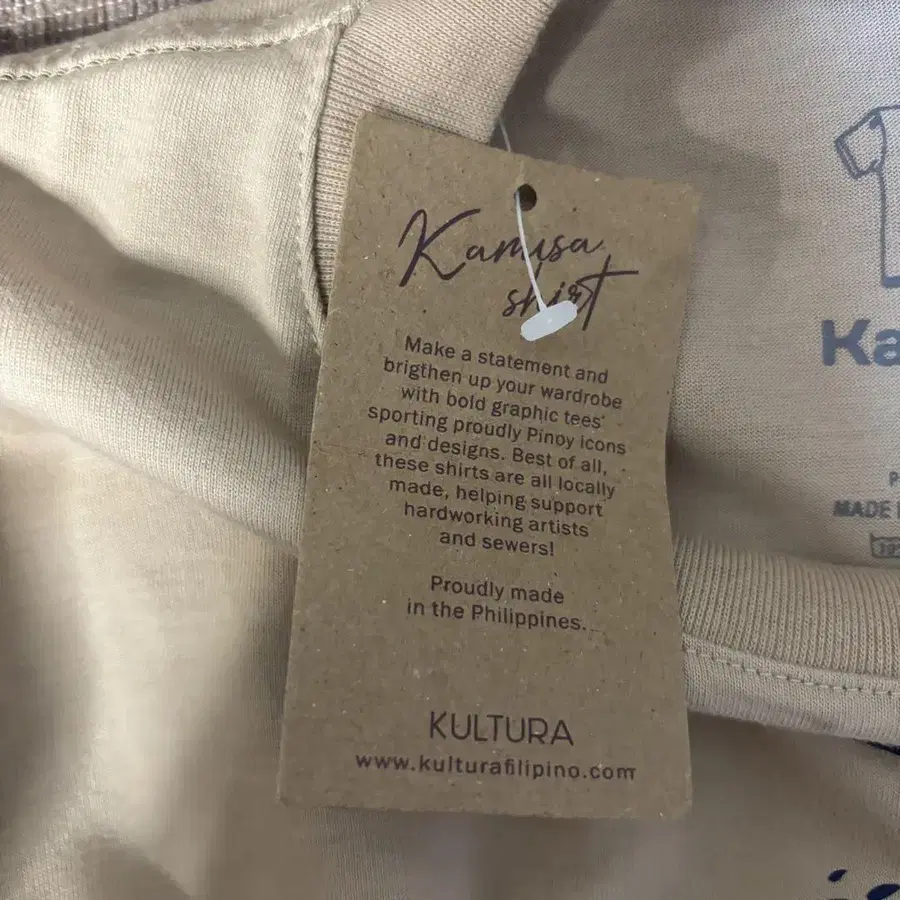 Kamisa
shirt
Make a statement and
brigthen up your wardrobe
with bold graphic tees'
sporting proudly Pinoy icons
and designs. Best of all,
these shirts are all locally
made, helping support
hardworking artists
and sewers!
Proudly made
in the Philippines.
KULTURA
www.kulturafilipino.com
Ka
MADE